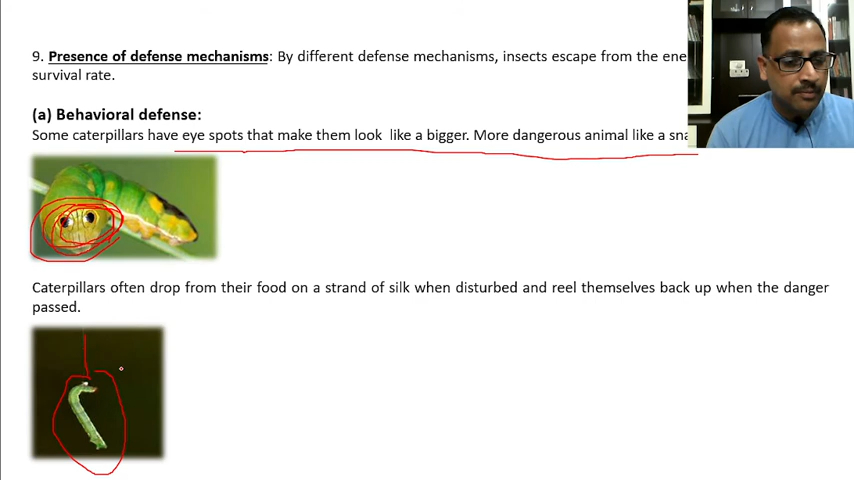 9. Presence of defense mechanisms: By different defense mechanisms, insects escape from the
survival rate.
(a) Behavioral defense:
Some caterpillars have eye spots that make them look like a bigger. More dangerous animal like a
Caterpillars often drop from their food on a strand of silk when disturbed and reel themselves back up when the danger
passed.